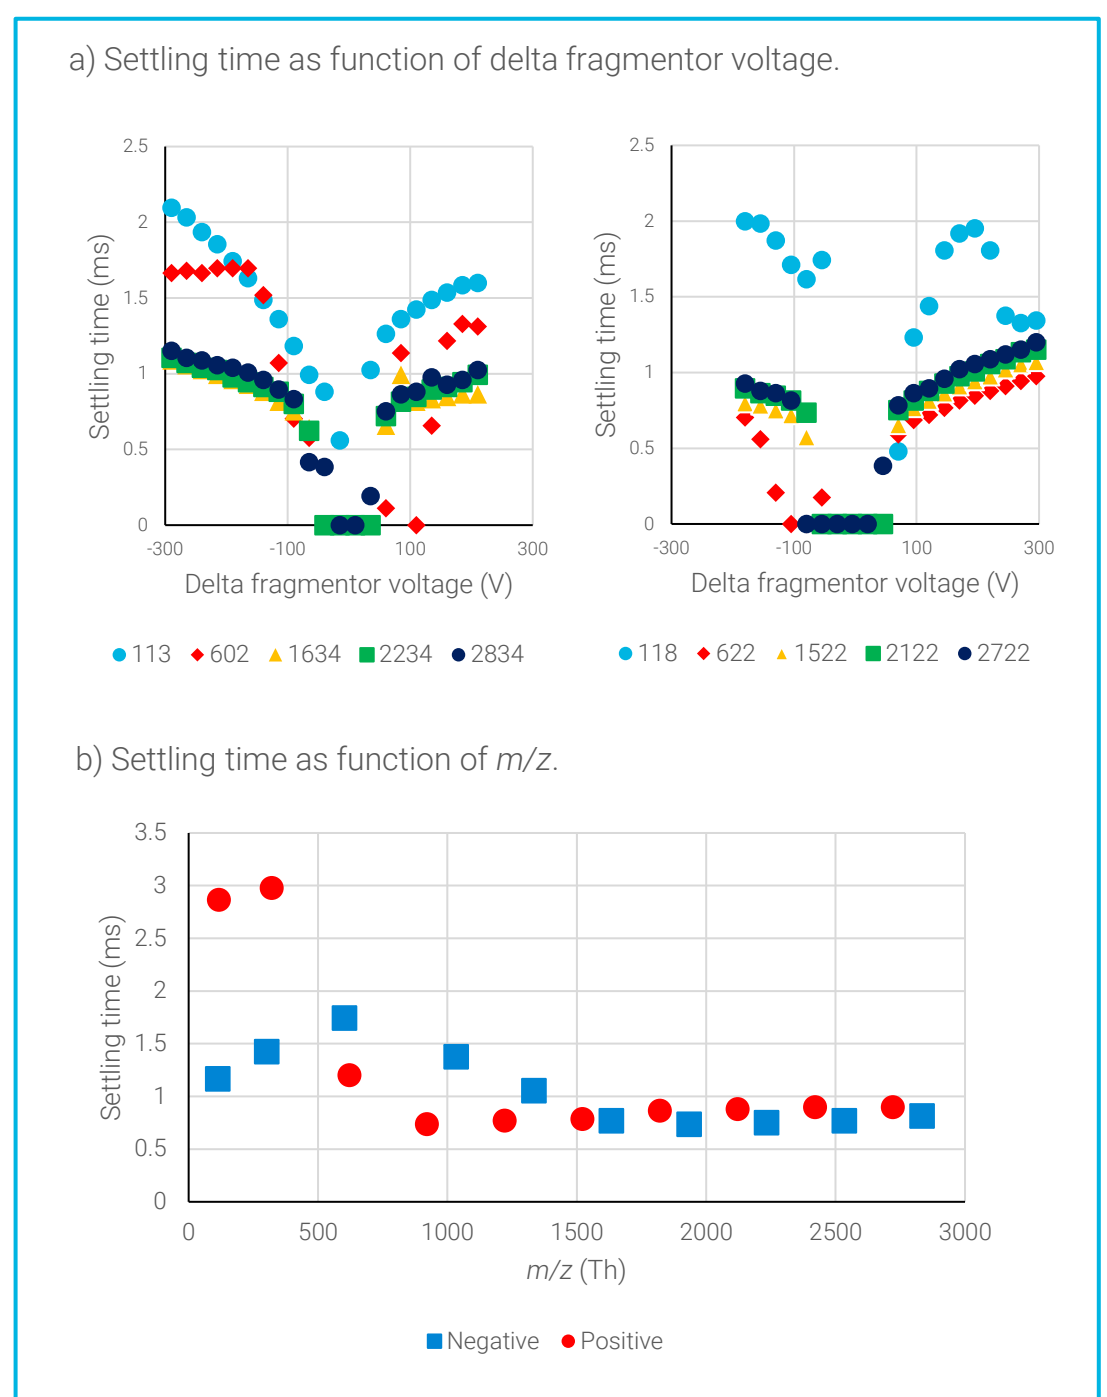 a) Settling time as function of delta fragmentor voltage.
2.5
2
1.5
1
0.5
0
-300 -100 100 300
Settling time (ms)
Delta fragmentor voltage (V)
113 602 1634 2234 2834
2.5
2
1.5
1
0.5
0
-300 -100 100 300
Settling time (ms)
Delta fragmentor voltage (V)
118 622 1522 2122 2722
b) Settling time as function of m/z.
3.5
3
2.5
2
1.5
1
0.5
0
0 500 1000 1500 2000 2500 3000
Settling time (ms)
m/z (Th)
Negative Positive